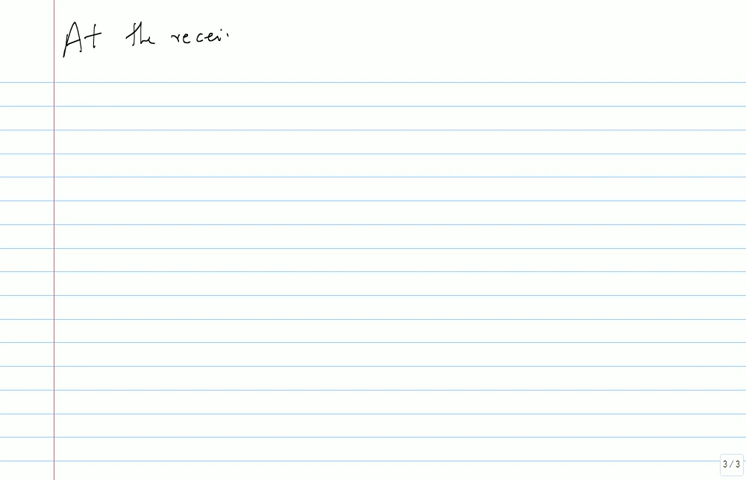 At the recei
3/3